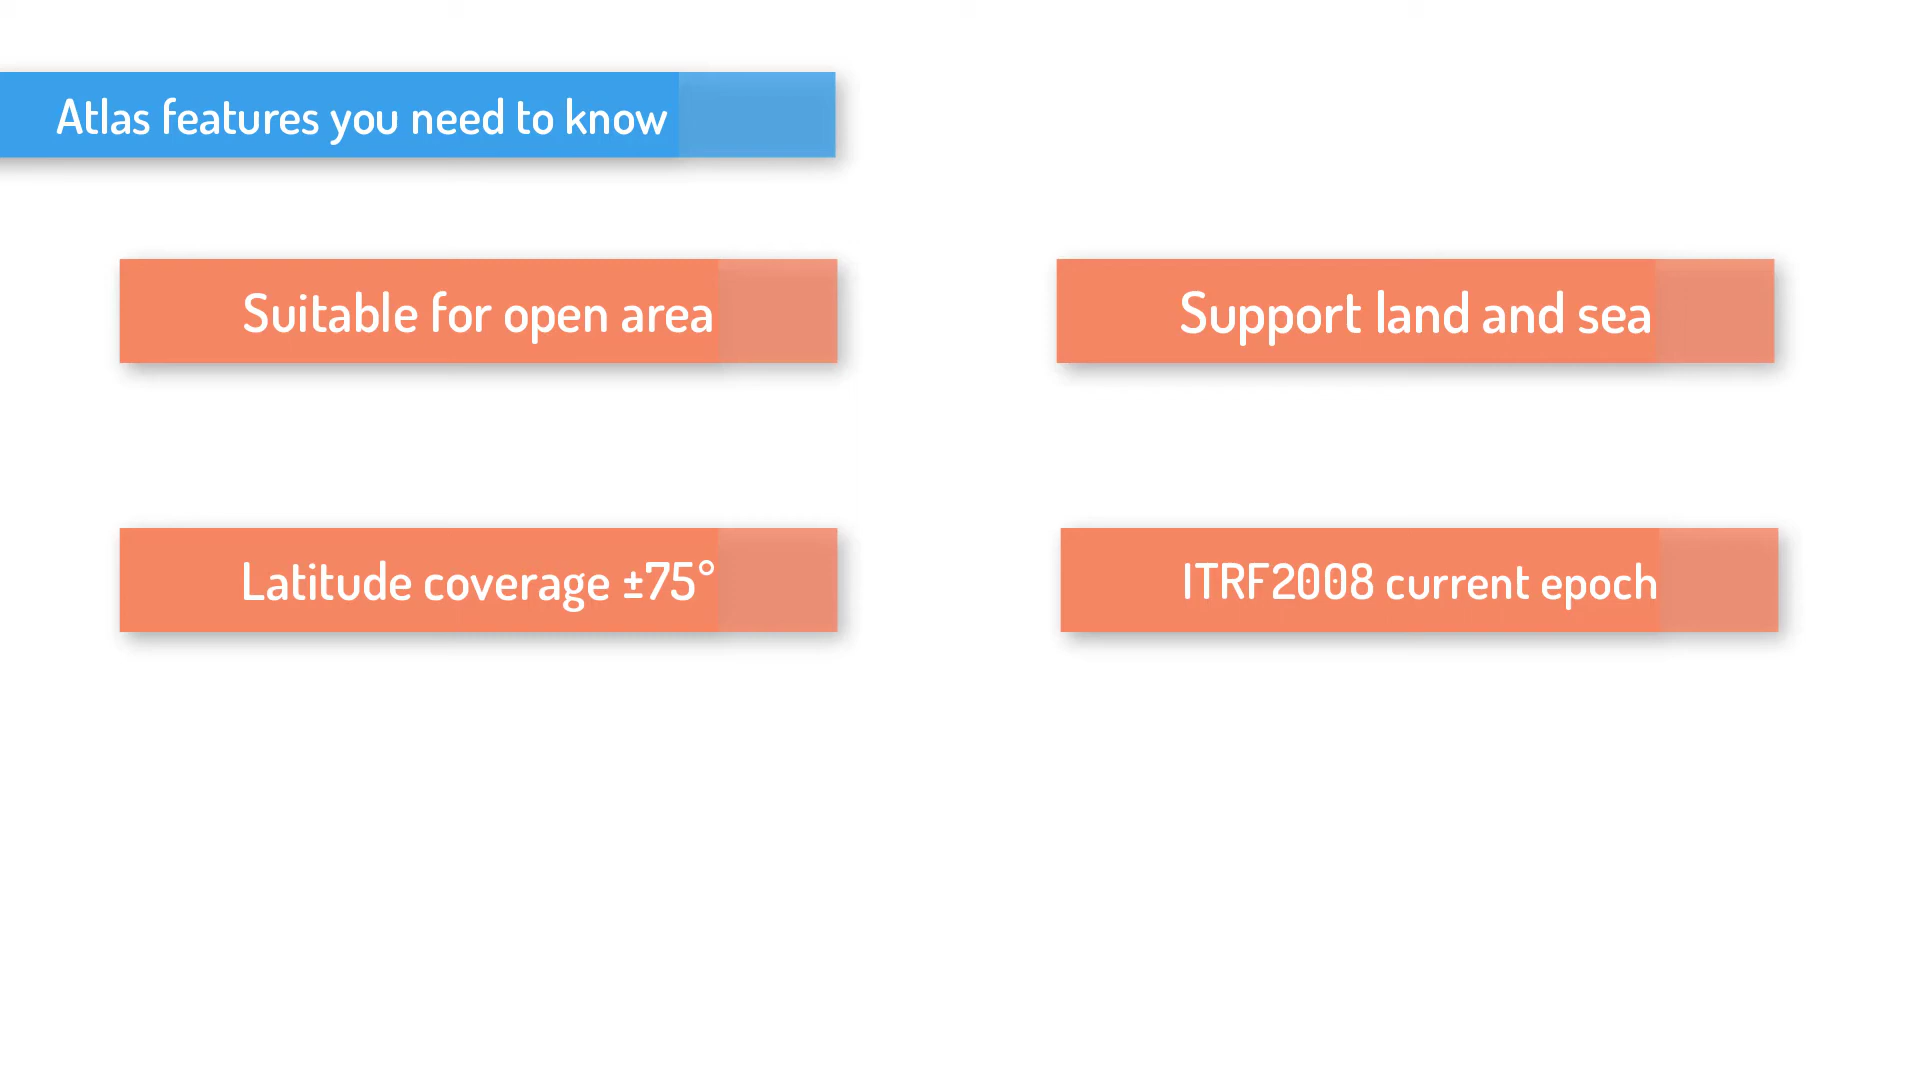 Atlas features you need to know
Suitable for open area
Support land and sea
Latitude coverage ±75°
ITRF2008 current epoch